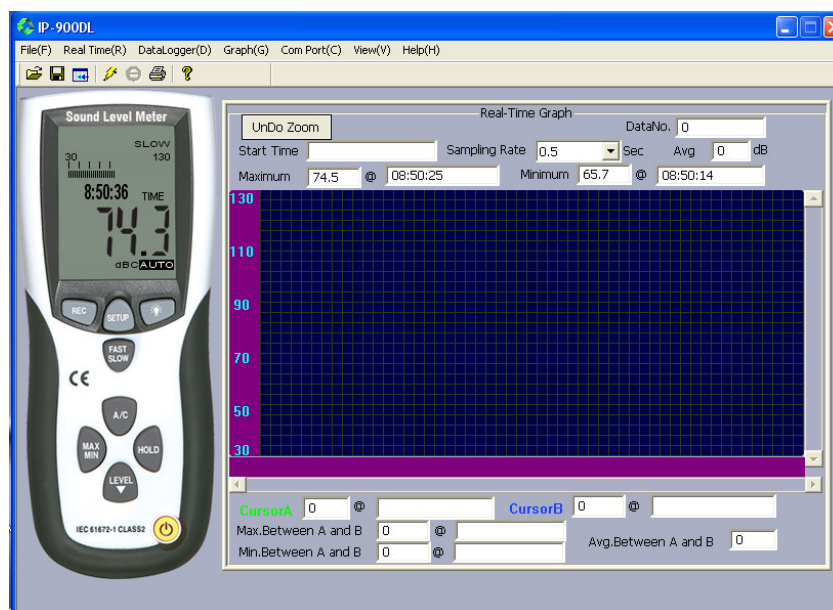 IP-900DL
File(F) Real Time(R) DataLogger(D) Graph(G) Com Port(C) View(V) Help(H)
Sound Level Meter
SLOW
30 130
8:50:36 TIME
74.3
dBC AUTO
REC SETUP
FAST SLOW
A/C
MAX MIN HOLD
LEVEL
IEC 61672-1 CLASS2
Real-Time Graph
UnDo Zoom DataNo. 0
Start Time Sampling Rate 0.5 Sec Avg 0 dB
Maximum 74.5 @ 08:50:25 Minimum 65.7 @ 08:50:14
130
110
90
70
50
30
CursorA 0 @ CursorB 0 @
Max.Between A and B 0 @
Min.Between A and B 0 @
Avg.Between A and B 0